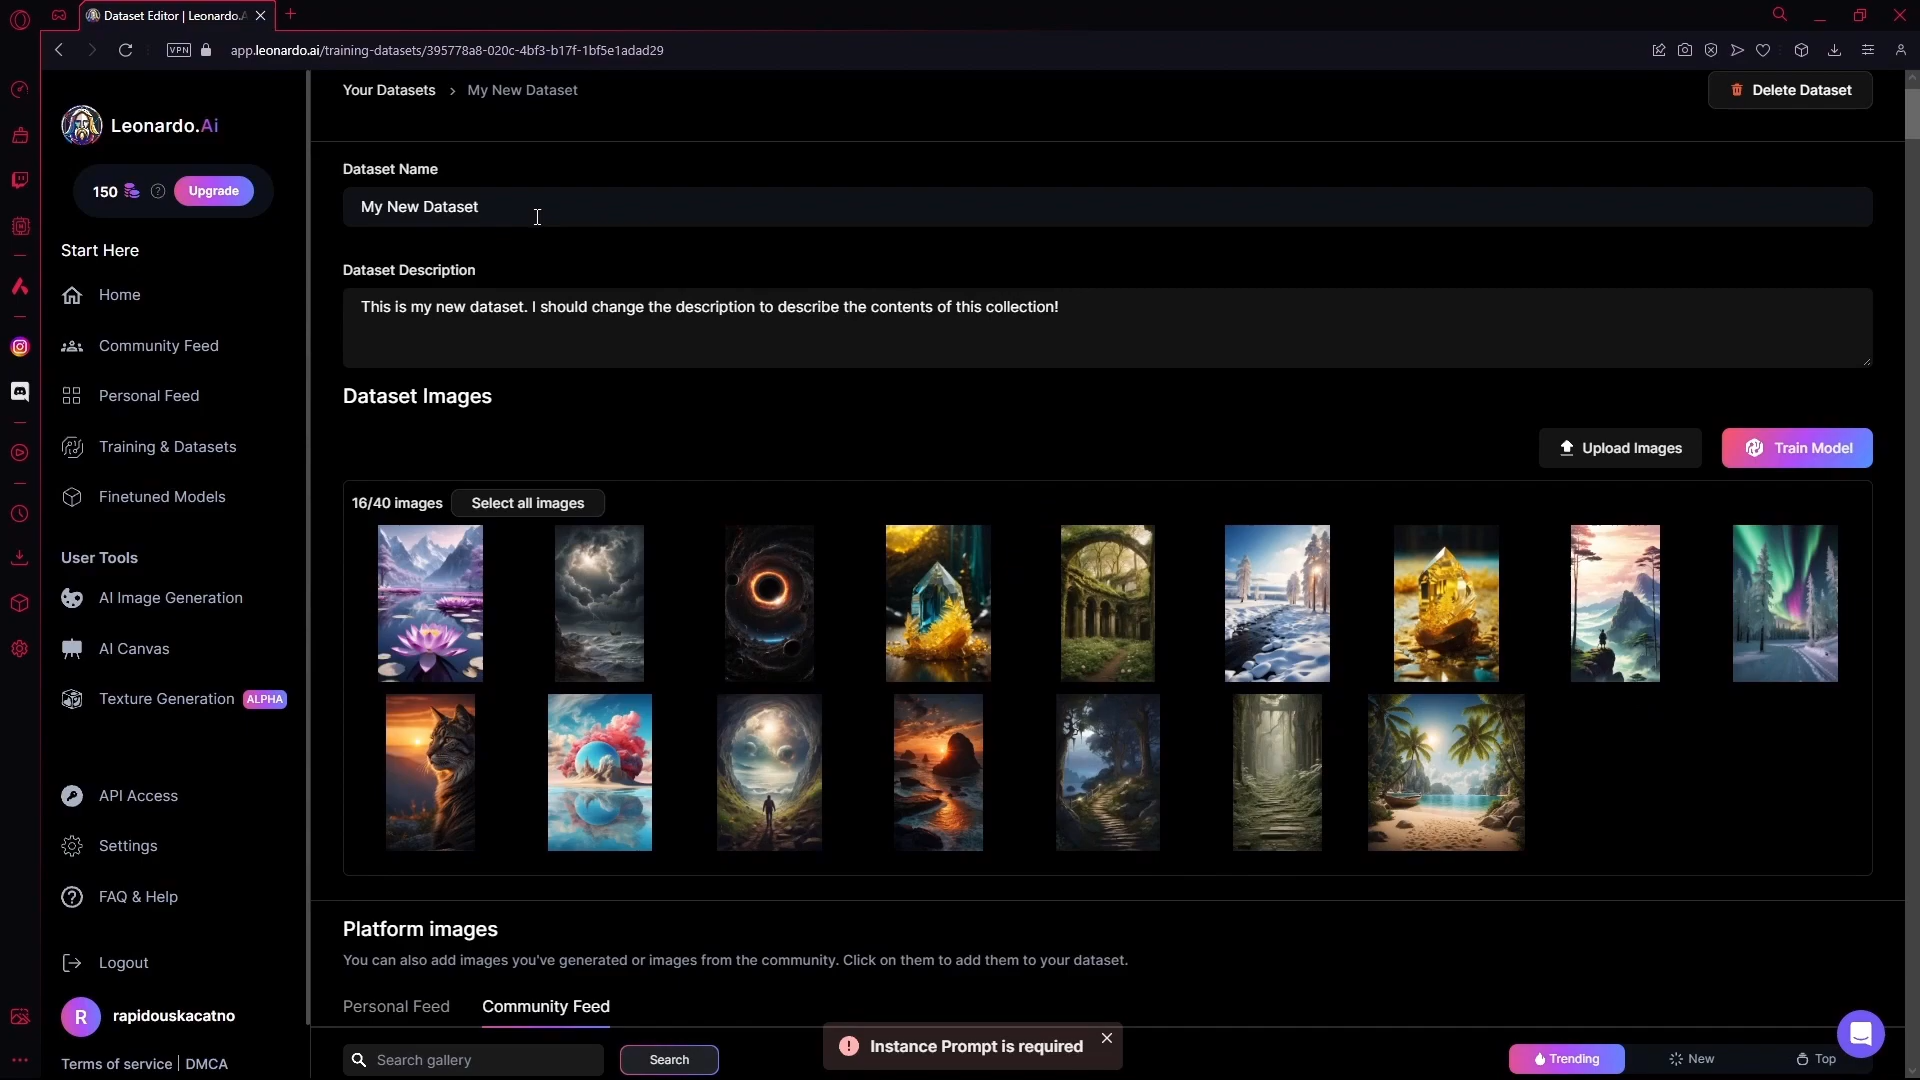 Dataset Editor | Leonardo.A
VPN
app.leonardo.ai/training-datasets/395778a8-020c-4bf3-b17f-1bf5e1adad29
Leonardo.Ai
150
Upgrade
Start Here
Home
Community Feed
Personal Feed
Training & Datasets
Finetuned Models
User Tools
AI Image Generation
AI Canvas
Texture Generation ALPHA
API Access
Settings
FAQ & Help
Logout
R rapidouskacatno
Terms of service | DMCA
Your Datasets > My New Dataset
Delete Dataset
Dataset Name
My New Dataset
Dataset Description
This is my new dataset. I should change the description to describe the contents of this collection!
Dataset Images
Upload Images
Train Model
16/40 images
Select all images
Platform images
You can also add images you've generated or images from the community. Click on them to add them to your dataset.
Personal Feed
Community Feed
Search gallery
Search
Instance Prompt is required
Trending
New
Top